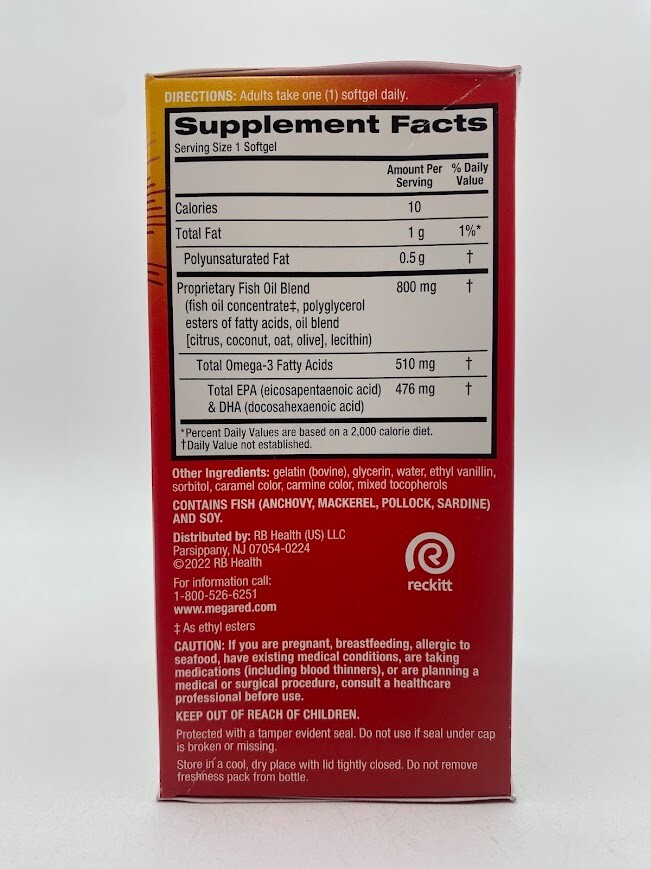 DIRECTIONS: Adults take one (1) softgel daily.
Supplement Facts
Serving Size 1 Softgel
Amount Per Serving % Daily Value
Calories 10
Total Fat 1 g 1%*
Polyunsaturated Fat 0.5 g †
Proprietary Fish Oil Blend 800 mg †
(fish oil concentrate‡, polyglycerol
esters of fatty acids, oil blend
[citrus, coconut, oat, olive], lecithin)
Total Omega-3 Fatty Acids 510 mg †
Total EPA (eicosapentaenoic acid) 476 mg †
& DHA (docosahexaenoic acid)
*Percent Daily Values are based on a 2,000 calorie diet.
†Daily Value not established.
Other Ingredients: gelatin (bovine), glycerin, water, ethyl vanillin,
sorbitol, caramel color, carmine color, mixed tocopherols
CONTAINS FISH (ANCHOVY, MACKEREL, POLLOCK, SARDINE)
AND SOY.
Distributed by: RB Health (US) LLC
Parsippany, NJ 07054-0224
©2022 RB Health
reckitt
For information call:
1-800-526-6251
www.megared.com
‡ As ethyl esters
CAUTION: If you are pregnant, breastfeeding, allergic to
seafood, have existing medical conditions, are taking
medications (including blood thinners), or are planning a
medical or surgical procedure, consult a healthcare
professional before use.
KEEP OUT OF REACH OF CHILDREN.
Protected with a tamper evident seal. Do not use if seal under cap
is broken or missing.
Store in a cool, dry place with lid tightly closed. Do not remove
freshness pack from bottle.